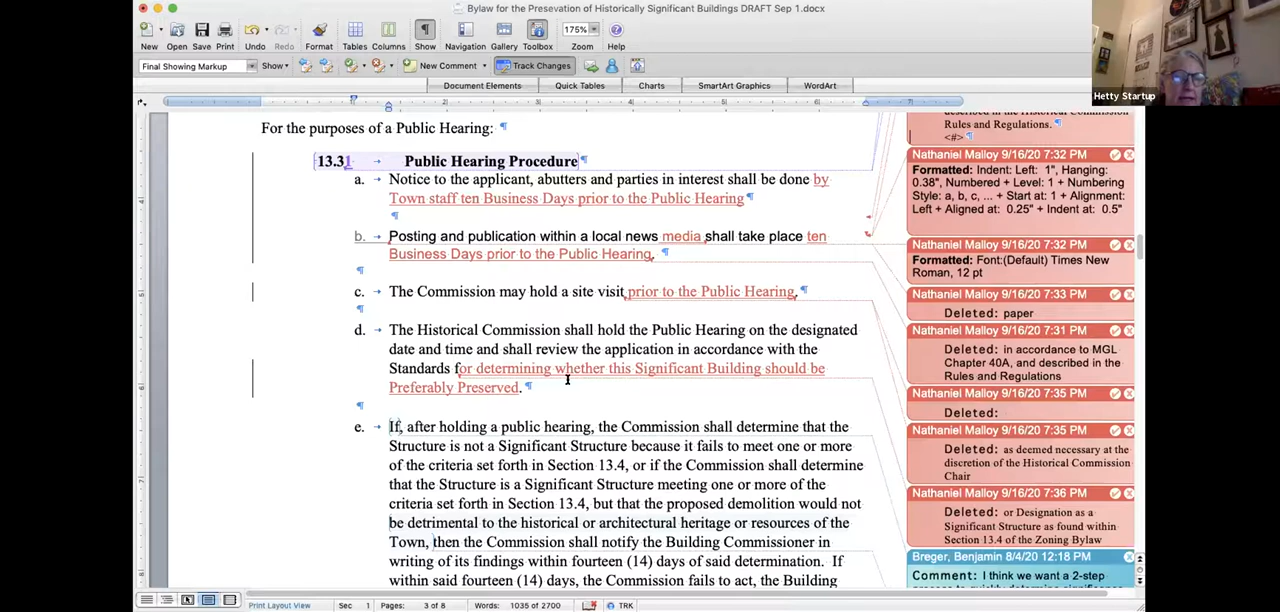 Bylaw for the Presevation of Historically Significant Buildings DRAFT Sep 1.docx
175%
New Open Save Print Undo Redo Format Tables Columns Show Navigation Gallery Toolbox Zoom Help
Final Showing Markup Show New Comment Track Changes
Document Elements Quick Tables Charts SmartArt Graphics WordArt
Hetty Startup
For the purposes of a Public Hearing: ¶
13.31 Public Hearing Procedure¶
a. Notice to the applicant, abutters and parties in interest shall be done by
Town staff ten Business Days prior to the Public Hearing¶
¶
b. Posting and publication within a local news media shall take place ten
Business Days prior to the Public Hearing. ¶
¶
c. The Commission may hold a site visit prior to the Public Hearing. ¶
¶
d. The Historical Commission shall hold the Public Hearing on the designated
date and time and shall review the application in accordance with the
Standards for determining whether this Significant Building should be
Preferably Preserved. ¶
¶
e. If, after holding a public hearing, the Commission shall determine that the
Structure is not a Significant Structure because it fails to meet one or more
of the criteria set forth in Section 13.4, or if the Commission shall determine
that the Structure is a Significant Structure meeting one or more of the
criteria set forth in Section 13.4, but that the proposed demolition would not
be detrimental to the historical or architectural heritage or resources of the
Town, then the Commission shall notify the Building Commissioner in
writing of its findings within fourteen (14) days of said determination. If
within said fourteen (14) days, the Commission fails to act, the Building
described in the Historical Commission
Rules and Regulations. ¶
<#> ¶
Nathaniel Malloy 9/16/20 7:32 PM
Formatted: Indent: Left: 1", Hanging:
0.38", Numbered + Level: 1 + Numbering
Style: a, b, c, ... + Start at: 1 + Alignment:
Left + Aligned at: 0.25" + Indent at: 0.5"
Nathaniel Malloy 9/16/20 7:32 PM
Formatted: Font:(Default) Times New
Roman, 12 pt
Nathaniel Malloy 9/16/20 7:33 PM
Deleted: paper
Nathaniel Malloy 9/16/20 7:31 PM
Deleted: in accordance to MGL
Chapter 40A, and described in the
Rules and Regulations
Nathaniel Malloy 9/16/20 7:35 PM
Deleted:
Nathaniel Malloy 9/16/20 7:35 PM
Deleted: as deemed necessary at the
discretion of the Historical Commission
Chair
Nathaniel Malloy 9/16/20 7:36 PM
Deleted: or Designation as a
Significant Structure as found within
Section 13.4 of the Zoning Bylaw
Breger, Benjamin 8/4/20 12:18 PM
Comment: I think we want a 2-step
Print Layout View Sec 1 Pages: 3 of 8 Words: 1035 of 2700 TRK